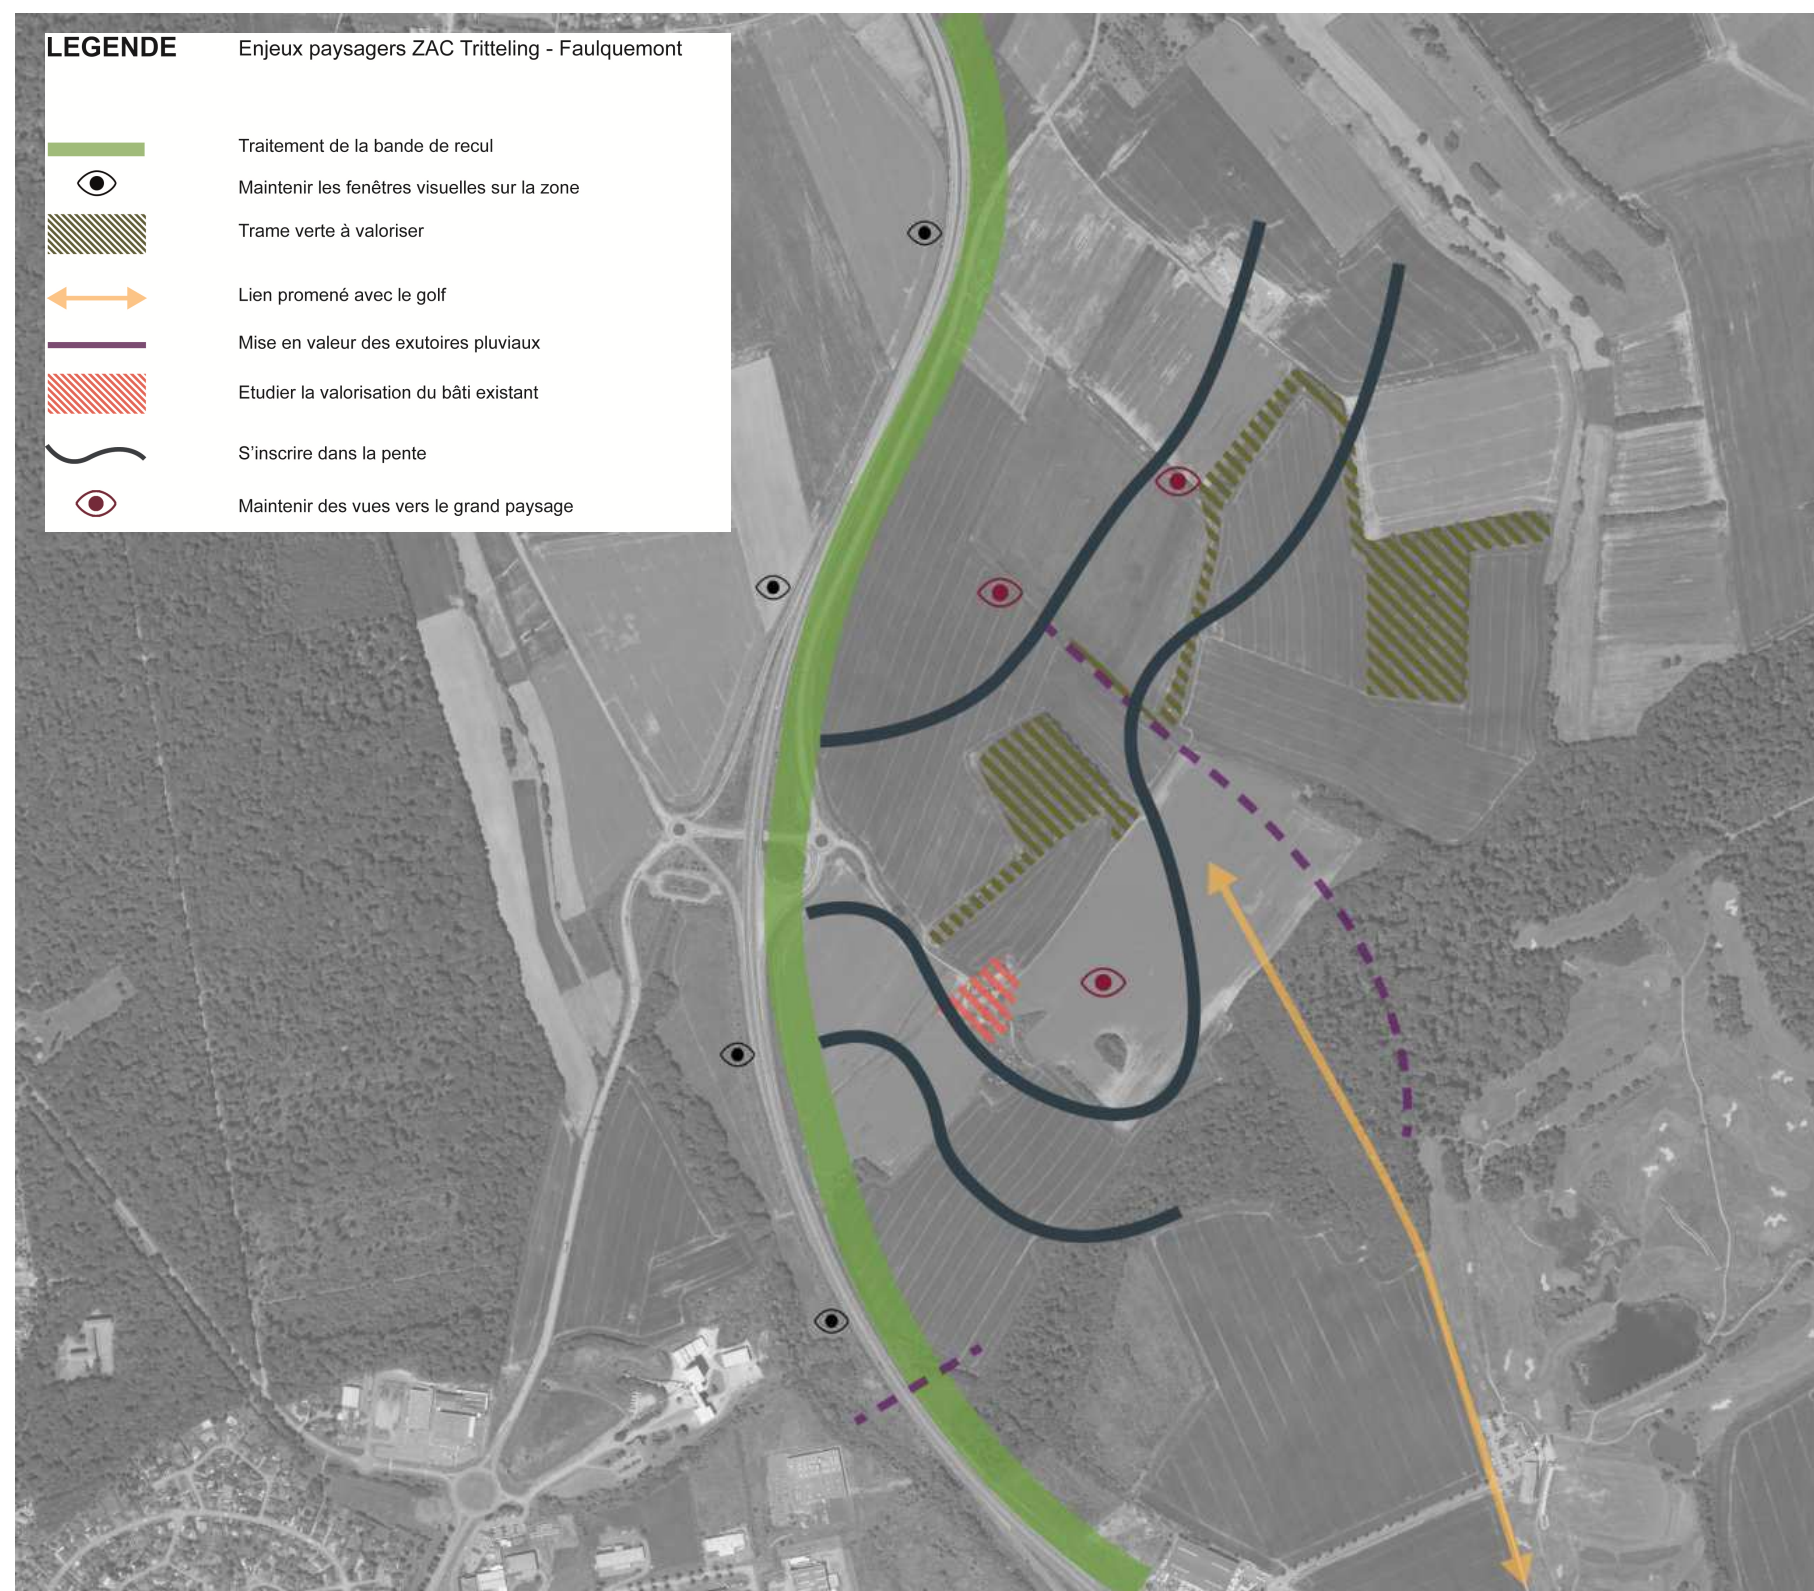 LEGENDE Enjeux paysagers ZAC Tritteling - Faulquemont
Traitement de la bande de recul
Maintenir les fenêtres visuelles sur la zone
Trame verte à valoriser
Lien promené avec le golf
Mise en valeur des exutoires pluviaux
Etudier la valorisation du bâti existant
S'inscrire dans la pente
Maintenir des vues vers le grand paysage